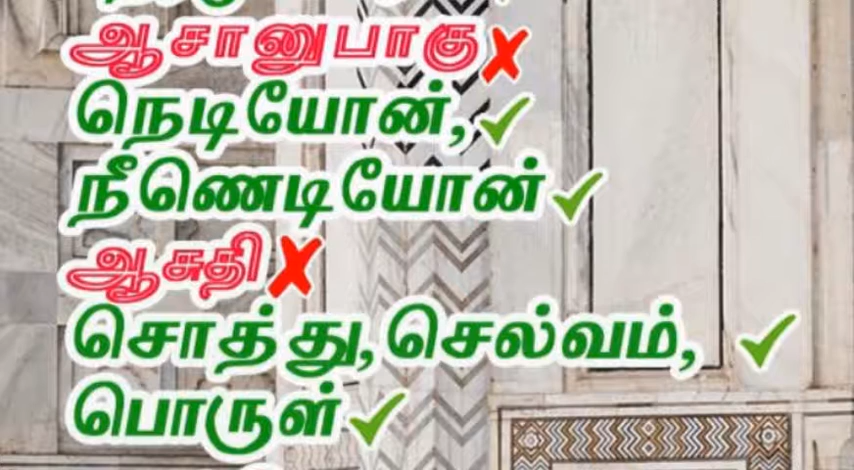 ஆசானுபாகு
நெடியோன்,
நீணெடியோன்
ஆசுதி
சொத்து, செல்வம்,
பொருள்